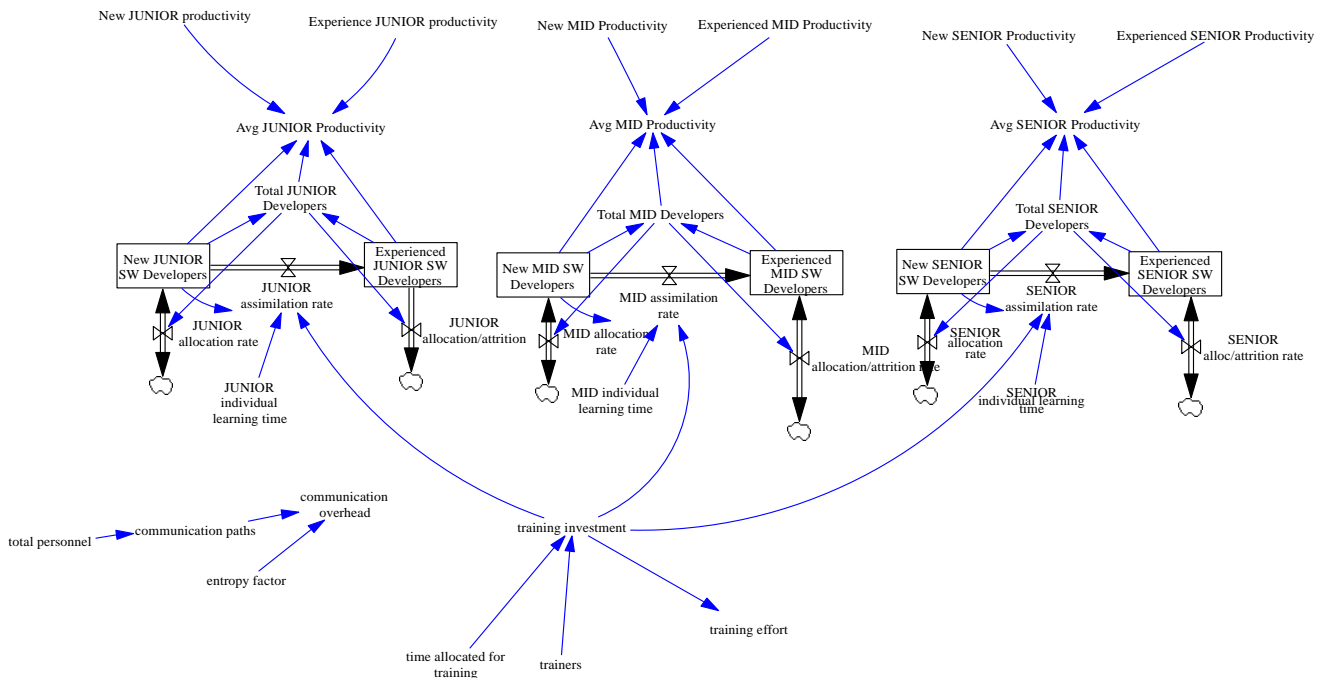 New JUNIOR productivity
Experience JUNIOR productivity
New MID Productivity
Experienced MID Productivity
New SENIOR Productivity
Experienced SENIOR Productivity
Avg JUNIOR Productivity
Avg MID Productivity
Avg SENIOR Productivity
Total JUNIOR
Developers
Total MID Developers
Total SENIOR
Developers
New JUNIOR
SW Developers
Experienced
JUNIOR SW
Developers
New MID SW
Developers
Experienced
MID SW
Developers
New SENIOR
SW Developers
Experienced
SENIOR SW
Developers
JUNIOR
assimilation rate
MID assimilation
rate
SENIOR
assimilation rate
JUNIOR
allocation rate
JUNIOR
allocation/attrition
MID allocation
rate
MID
allocation/attrition rate
SENIOR
allocation
rate
SENIOR
alloc/attrition rate
JUNIOR
individual
learning time
MID individual
learning time
SENIOR
individual learning
time
communication
overhead
total personnel
communication paths
entropy factor
training investment
training effort
time allocated for
training
trainers